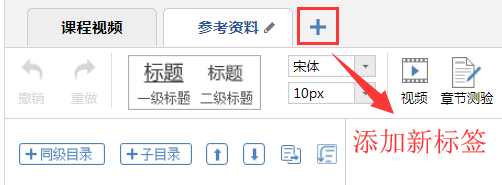 课程视频 参考资料 +
标题 标题 宋体
撤销 重做 一级标题 二级标题 10px 视频 章节测验
添加新标签
+同级目录 +子目录